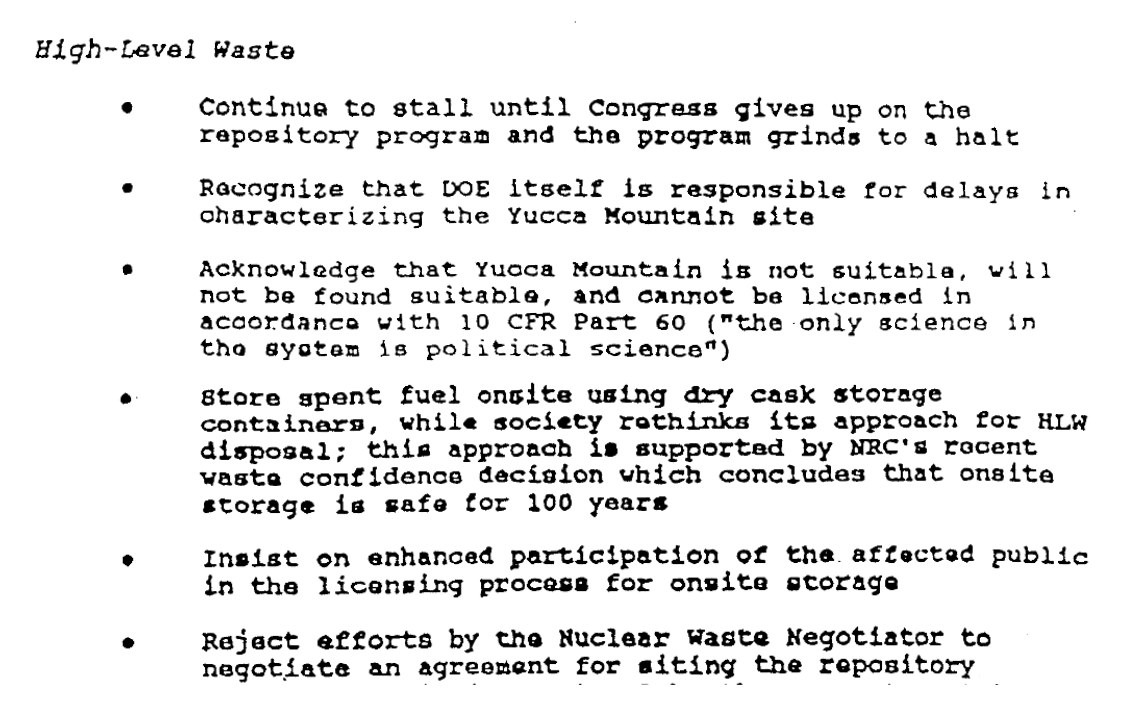 High-Level Waste
• Continue to stall until Congress gives up on the
repository program and the program grinds to a halt
• Recognize that DOE itself is responsible for delays in
characterizing the Yucca Mountain site
• Acknowledge that Yucca Mountain is not suitable, will
not be found suitable, and cannot be licensed in
accordance with 10 CFR Part 60 ("the only science in
the system is political science")
• Store spent fuel onsite using dry cask storage
containers, while society rethinks its approach for HLW
disposal; this approach is supported by NRC's recent
waste confidence decision which concludes that onsite
storage is safe for 100 years
• Insist on enhanced participation of the affected public
in the licensing process for onsite storage
• Reject efforts by the Nuclear Waste Negotiator to
negotiate an agreement for siting the repository